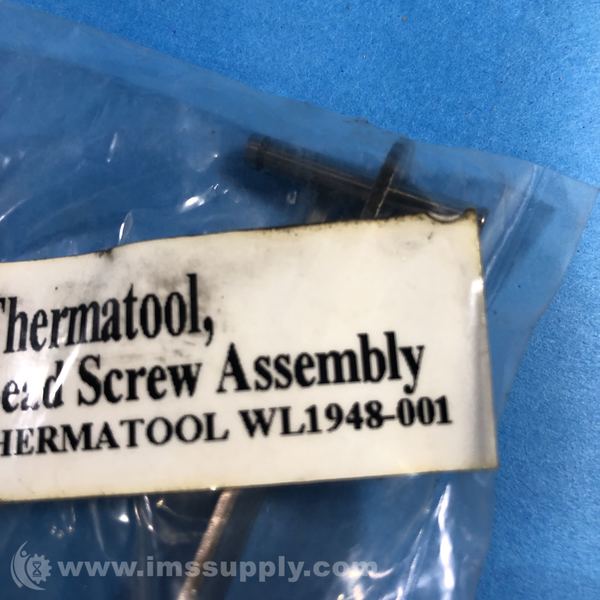 Thermatool,
ead Screw Assembly
HERMATOOL WL1948-001
www.imssupply.com